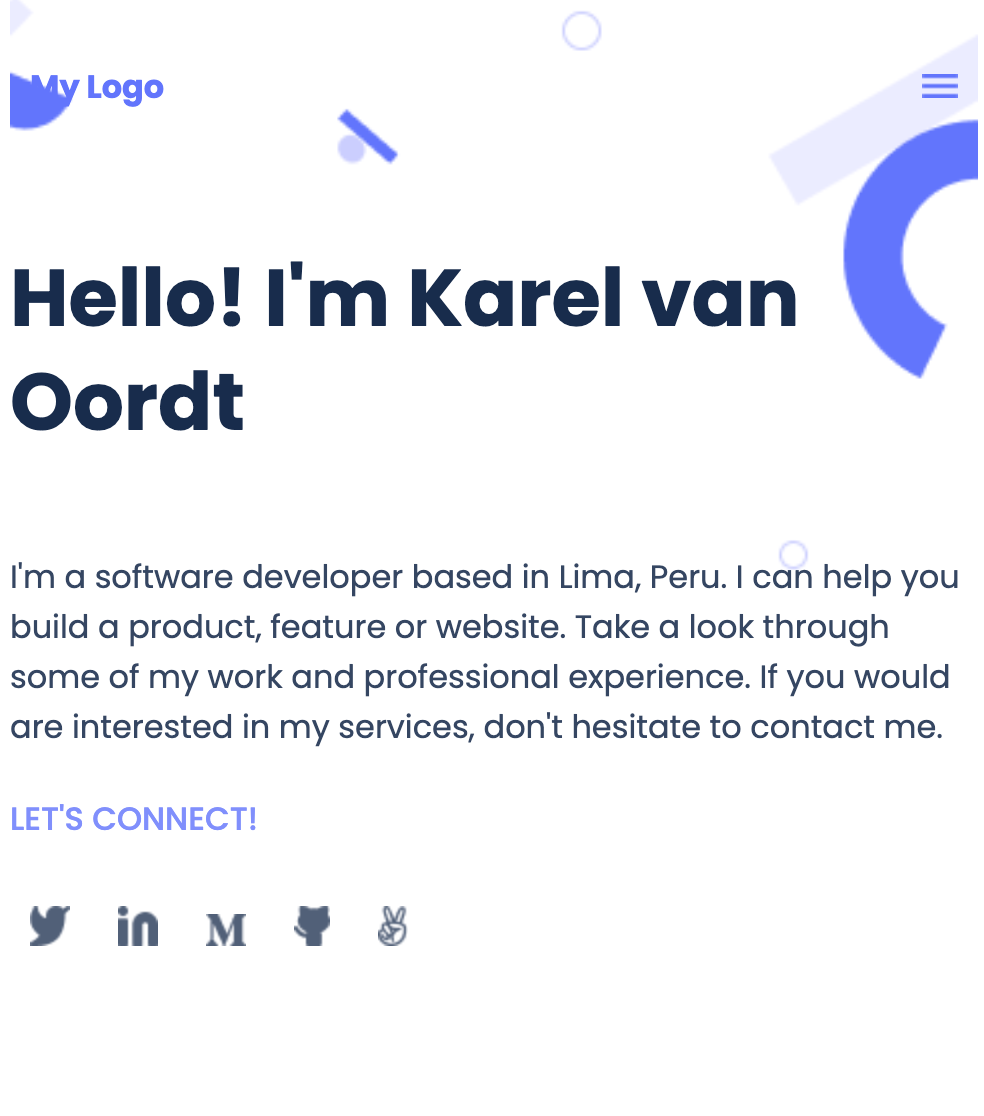 My Logo
Hello! I'm Karel van
Oordt
I'm a software developer based in Lima, Peru. I can help you
build a product, feature or website. Take a look through
some of my work and professional experience. If you would
are interested in my services, don't hesitate to contact me.
LET'S CONNECT!